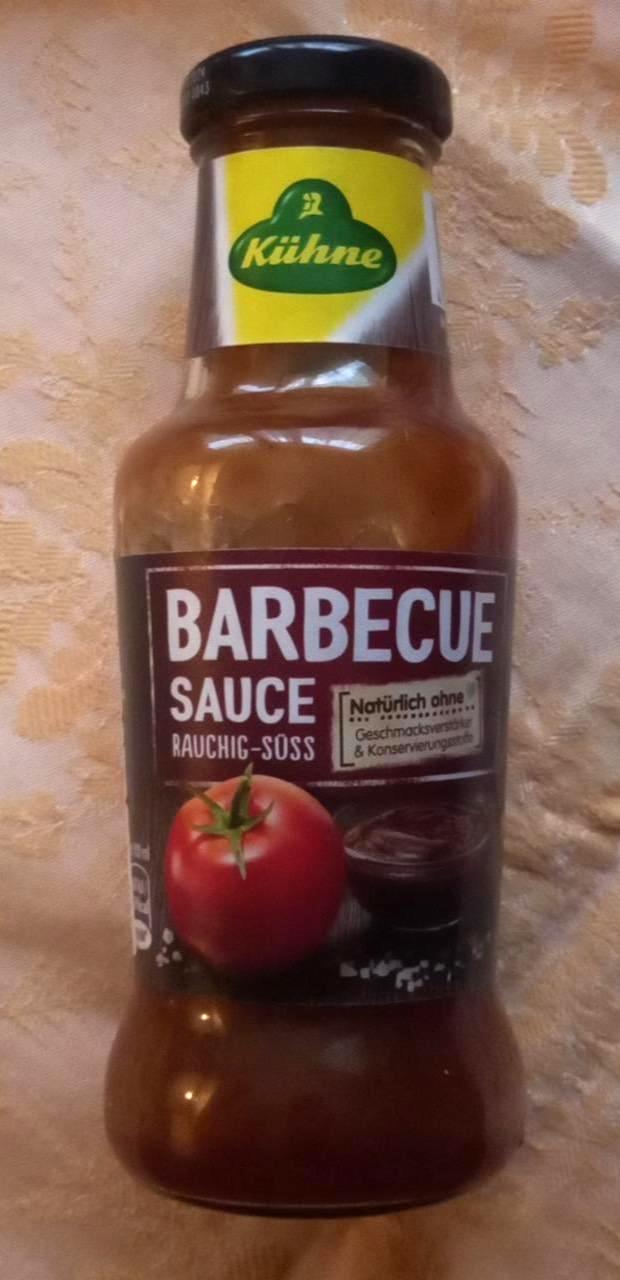 Kühne
BARBECUE
SAUCE
RAUCHIG-SÜSS
Natürlich ohne
Geschmacksverstärker
& Konservierungsstoffe